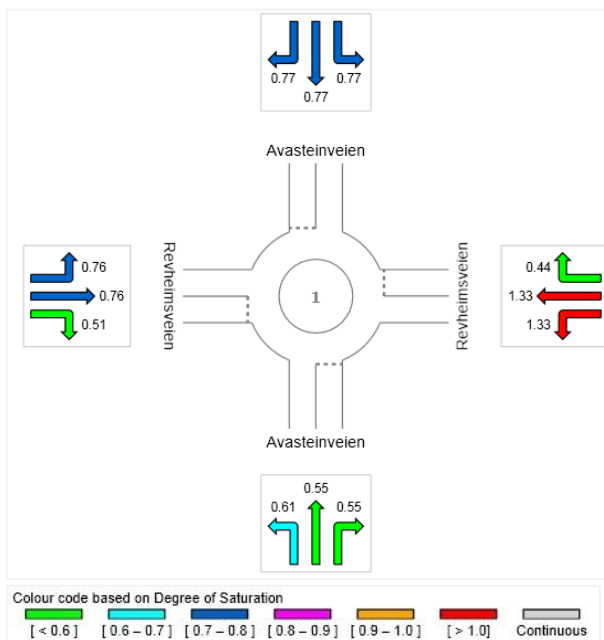 0.77
0.77
0.77
Avasteinveien
Revheimsveien
0.76
0.76
0.51
1
Revheimsveien
0.44
1.33
1.33
Avasteinveien
0.55
0.61
0.55
Colour code based on Degree of Saturation
[ < 0.6 ]
[ 0.6 – 0.7 ]
[ 0.7 – 0.8 ]
[ 0.8 – 0.9 ]
[ 0.9 – 1.0 ]
[ > 1.0 ]
Continuous